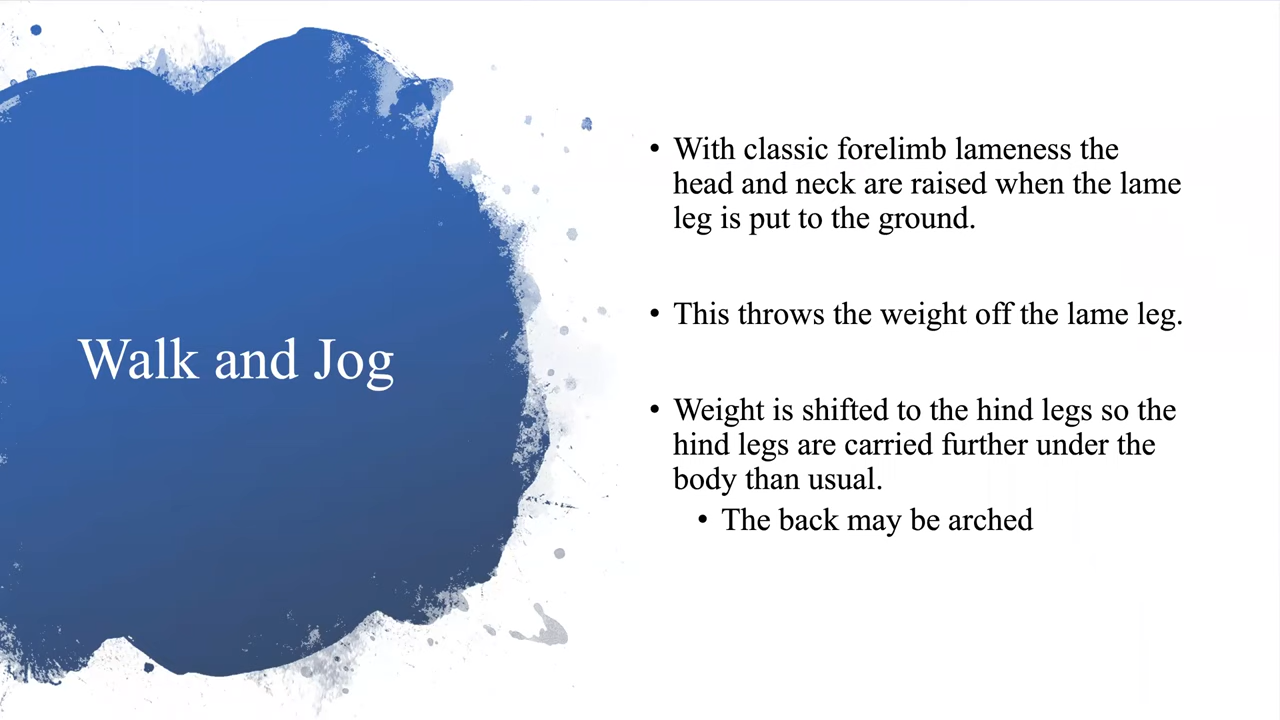 Walk and Jog
• With classic forelimb lameness the
head and neck are raised when the lame
leg is put to the ground.
• This throws the weight off the lame leg.
• Weight is shifted to the hind legs so the
hind legs are carried further under the
body than usual.
• The back may be arched